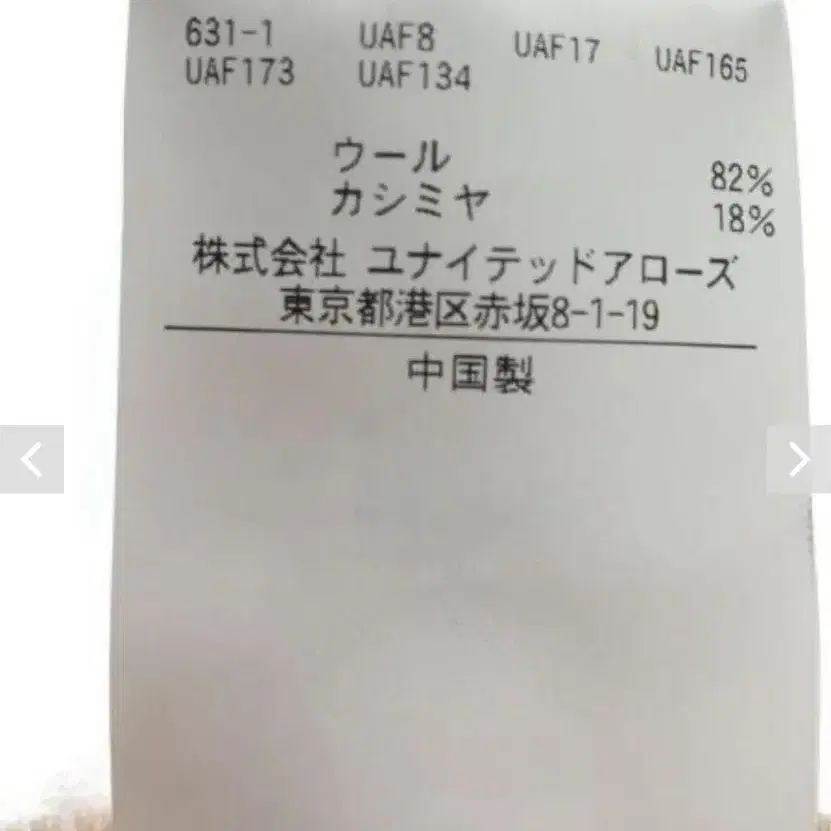 631-1 UAF8 UAF17 UAF165
UAF173 UAF134
ウール 82%
カシミヤ 18%
株式会社 ユナイテッドアローズ
東京都港区赤坂8-1-19
中国製